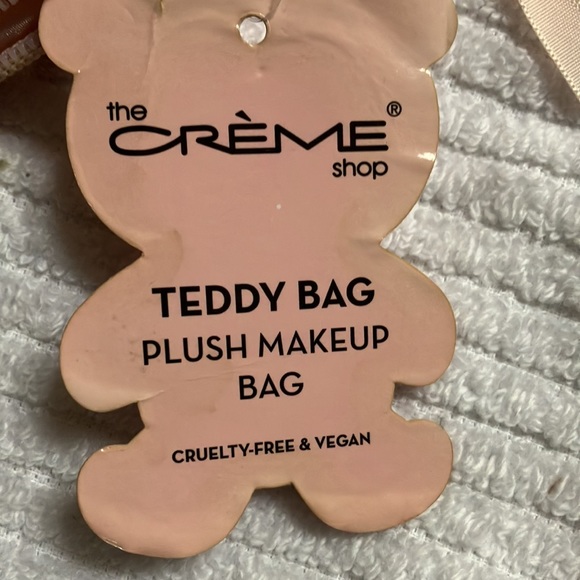 the
CRÈME®
shop
TEDDY BAG
PLUSH MAKEUP
BAG
CRUELTY-FREE & VEGAN